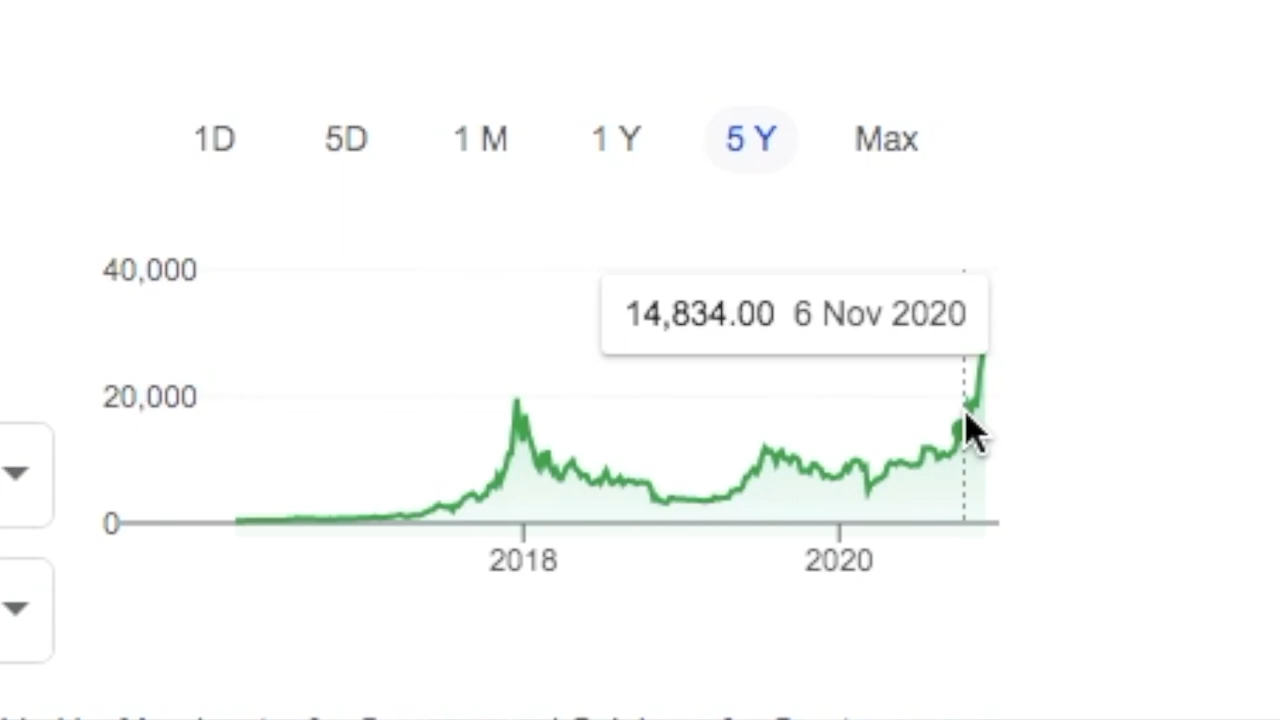 1D 5D 1 M 1 Y 5 Y Max
40,000
14,834.00 6 Nov 2020
20,000
0
2018 2020